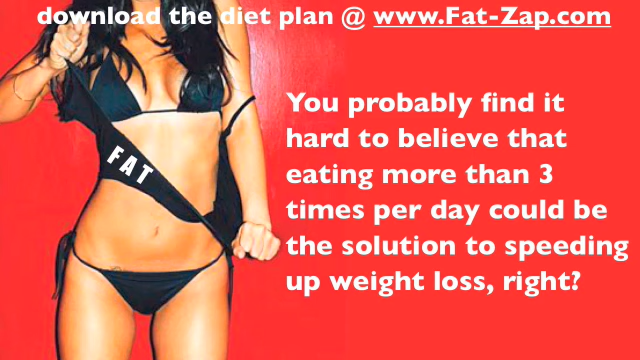 download the diet plan @ www.Fat-Zap.com
You probably find it
hard to believe that
eating more than 3
times per day could be
the solution to speeding
up weight loss, right?
FAT